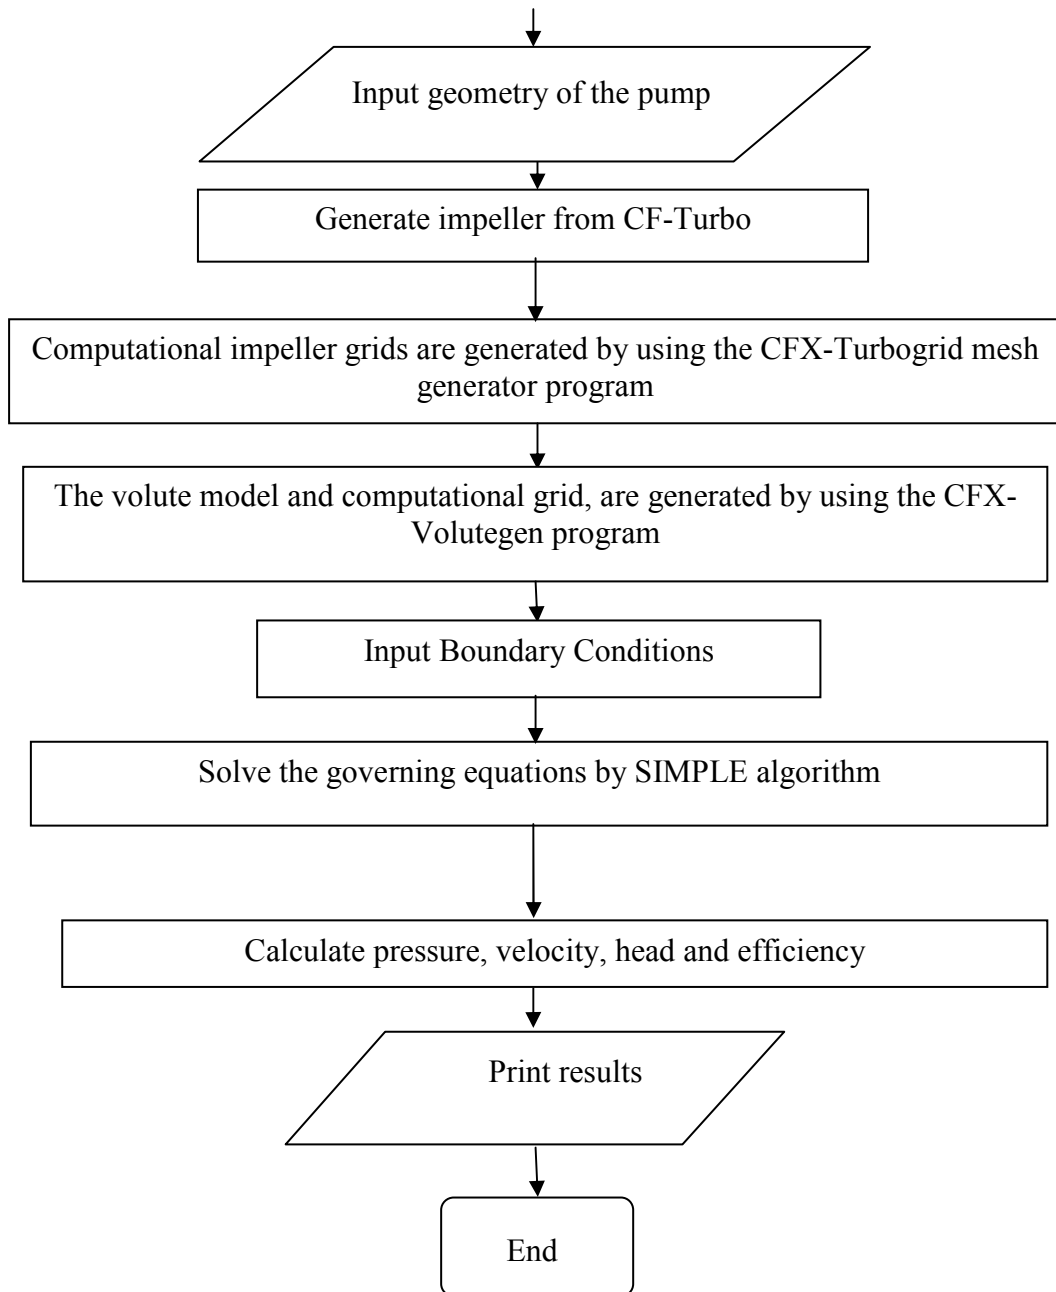 Input geometry of the pump
Generate impeller from CF-Turbo
Computational impeller grids are generated by using the CFX-Turbogrid mesh
generator program
The volute model and computational grid, are generated by using the CFX-
Volutegen program
Input Boundary Conditions
Solve the governing equations by SIMPLE algorithm
Calculate pressure, velocity, head and efficiency
Print results
End